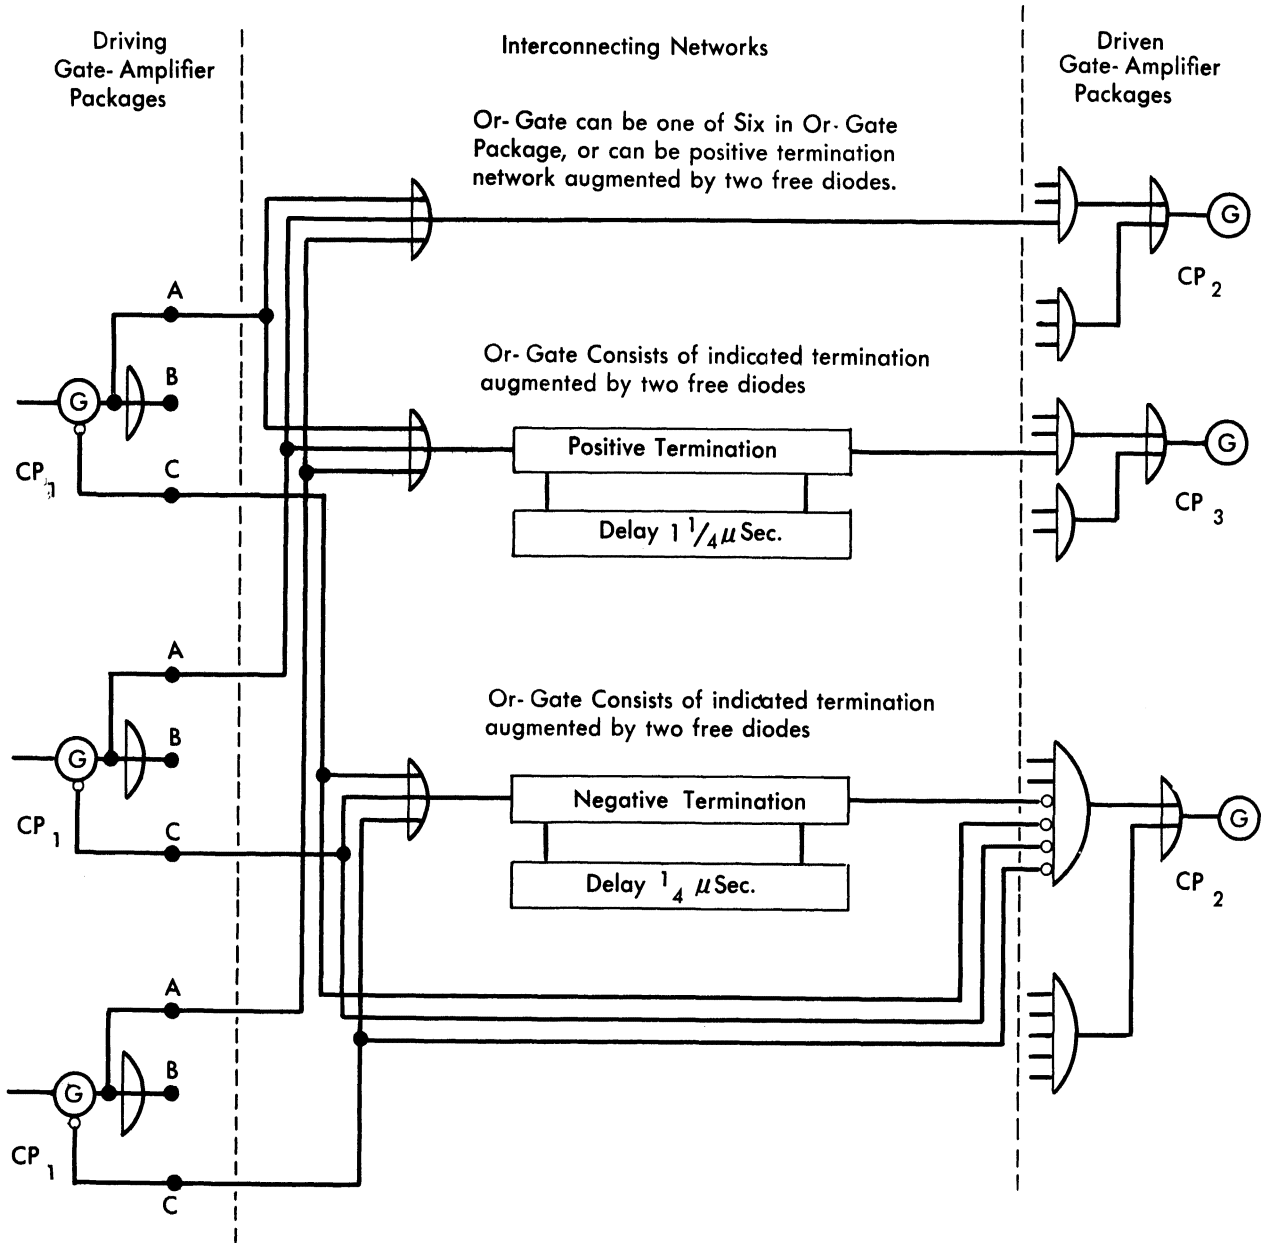 Driving
Gate- Amplifier
Packages
Interconnecting Networks
Driven
Gate- Amplifier
Packages
Or- Gate can be one of Six in Or- Gate
Package, or can be positive termination
network augmented by two free diodes.
G
CP 2
A
B
G
C
CP 1
Or- Gate Consists of indicated termination
augmented by two free diodes
Positive Termination
Delay 1 1/4 μ Sec.
G
CP 3
A
B
G
C
CP 1
Or- Gate Consists of indicated termination
augmented by two free diodes
Negative Termination
Delay 1/4 μ Sec.
G
CP 2
A
B
G
CP 1
C